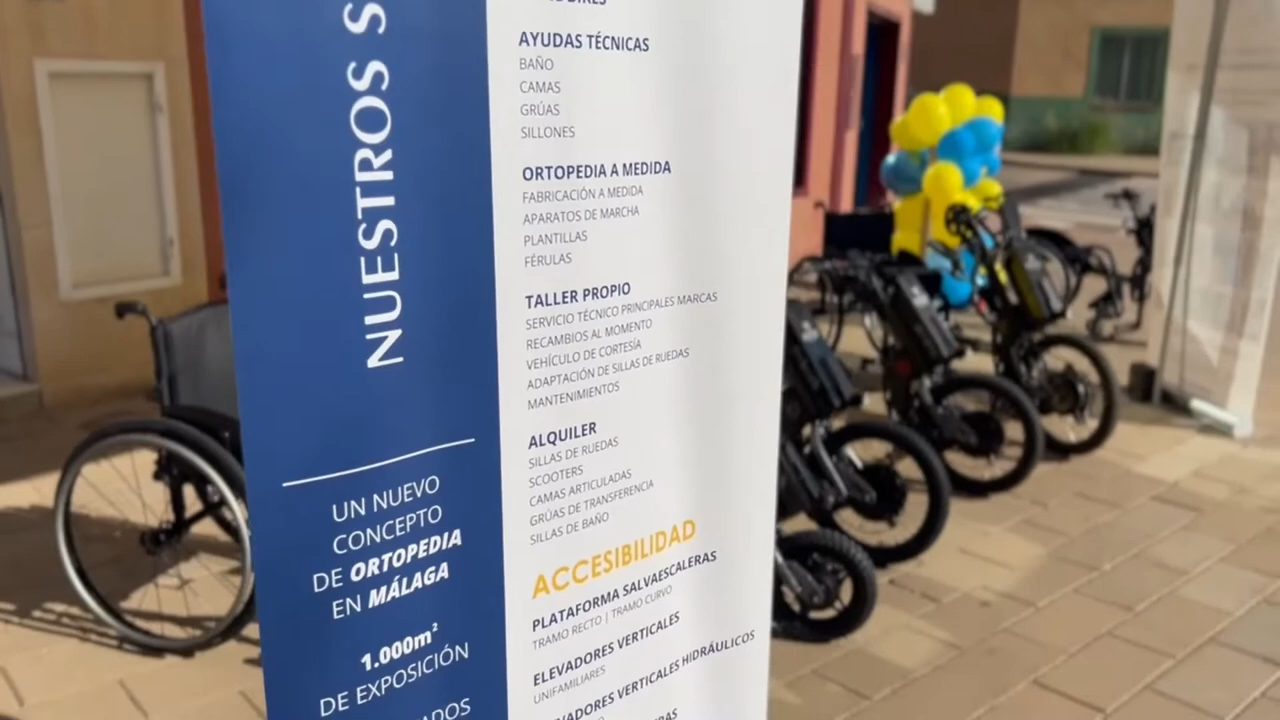 NUESTROS
UN NUEVO
CONCEPTO
DE ORTOPEDIA
EN MÁLAGA
1.000m²
DE EXPOSICIÓN
AYUDAS TÉCNICAS
BAÑO
CAMAS
GRÚAS
SILLONES
ORTOPEDIA A MEDIDA
FABRICACIÓN A MEDIDA
APARATOS DE MARCHA
PLANTILLAS
FÉRULAS
TALLER PROPIO
SERVICIO TÉCNICO PRINCIPALES MARCAS
RECAMBIOS AL MOMENTO
VEHÍCULO DE CORTESÍA
ADAPTACIÓN DE SILLAS DE RUEDAS
MANTENIMIENTOS
ALQUILER
SILLAS DE RUEDAS
SCOOTERS
CAMAS ARTICULADAS
GRÚAS DE TRANSFERENCIA
SILLAS DE BAÑO
ACCESIBILIDAD
PLATAFORMA SALVAESCALERAS
TRAMO RECTO | TRAMO CURVO
ELEVADORES VERTICALES
UNIFAMILIARES
VERTICALES HIDRÁULICOS